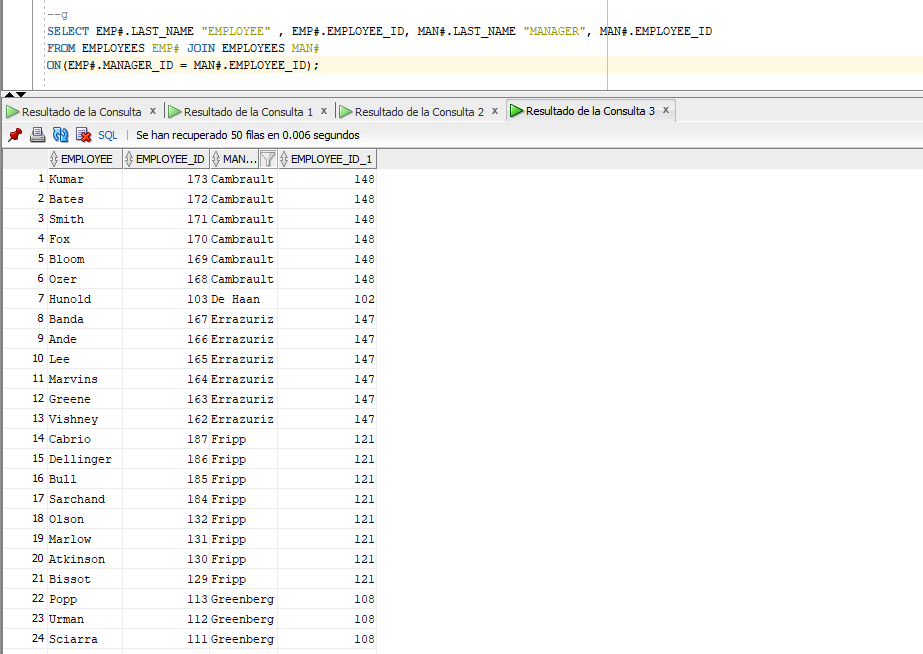 --g
SELECT EMP#.LAST_NAME "EMPLOYEE" , EMP#.EMPLOYEE_ID, MAN#.LAST_NAME "MANAGER", MAN#.EMPLOYEE_ID
FROM EMPLOYEES EMP# JOIN EMPLOYEES MAN#
ON(EMP#.MANAGER_ID = MAN#.EMPLOYEE_ID);
Resultado de la Consulta x Resultado de la Consulta 1 x Resultado de la Consulta 2 x Resultado de la Consulta 3 x
SQL | Se han recuperado 50 filas en 0.006 segundos
EMPLOYEE EMPLOYEE_ID MAN... EMPLOYEE_ID_1
1 Kumar 173 Cambrault 148
2 Bates 172 Cambrault 148
3 Smith 171 Cambrault 148
4 Fox 170 Cambrault 148
5 Bloom 169 Cambrault 148
6 Ozer 168 Cambrault 148
7 Hunold 103 De Haan 102
8 Banda 167 Errazuriz 147
9 Ande 166 Errazuriz 147
10 Lee 165 Errazuriz 147
11 Marvins 164 Errazuriz 147
12 Greene 163 Errazuriz 147
13 Vishney 162 Errazuriz 147
14 Cabrio 187 Fripp 121
15 Dellinger 186 Fripp 121
16 Bull 185 Fripp 121
17 Sarchand 184 Fripp 121
18 Olson 132 Fripp 121
19 Marlow 131 Fripp 121
20 Atkinson 130 Fripp 121
21 Bissot 129 Fripp 121
22 Popp 113 Greenberg 108
23 Urman 112 Greenberg 108
24 Sciarra 111 Greenberg 108